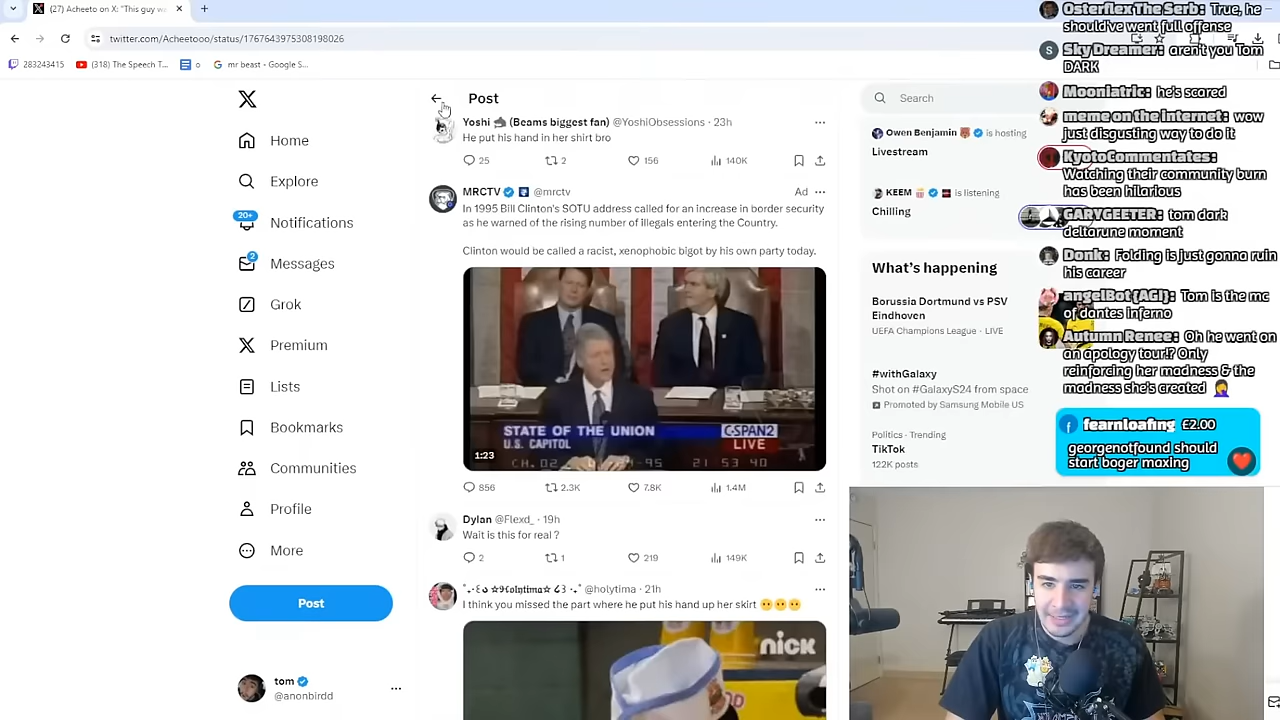 (27) Acheeto on X: "This guy wa
twitter.com/Acheetooo/status/1767643975308198026
283243415
(318) The Speech T...
o
mr beast - Google S...
Home
Explore
20+
Notifications
2
Messages
Grok
Premium
Lists
Bookmarks
Communities
Profile
More
Post
tom
@anonbirdd
Post
Yoshi (Beams biggest fan) @YoshiObsessions · 23h
He put his hand in her shirt bro
25 2 156 140K
MRCTV @mrctv Ad
In 1995 Bill Clinton's SOTU address called for an increase in border security
as he warned of the rising number of illegals entering the Country.
Clinton would be called a racist, xenophobic bigot by his own party today.
STATE OF THE UNION
U.S. CAPITOL
C-SPAN2
LIVE
1:23
856 2.3K 7.8K 1.4M
Dylan @Flexd_ · 19h
Wait is this for real ?
2 1 219 149K
@holytima · 21h
I think you missed the part where he put his hand up her skirt 😬😬😬
nick
Search
Owen Benjamin is hosting
Livestream
KEEM is listening
Chilling
What's happening
Borussia Dortmund vs PSV
Eindhoven
UEFA Champions League · LIVE
#withGalaxy
Shot on #GalaxyS24 from space
Promoted by Samsung Mobile US
Politics · Trending
TikTok
122K posts
Osterflex The Serb: True, he
should've went full offense
S
Sky Dreamer: aren't you Tom
DARK
Mooniatric: he's scared
meme on the internet: wow
just disgusting way to do it
KyotoCommentates:
Watching their community burn
has been hilarious
GARYGEETER: tom dark
deltarune moment
Donk: Folding is just gonna ruin
his career
angelBot (AGI): Tom is the mc
of dantes inferno
Autumn Renee: Oh he went on
an apology tour!? Only
reinforcing her madness & the
madness she's created 🤦‍♀️
fearnloafing £2.00
georgenotfound should
start boger maxing